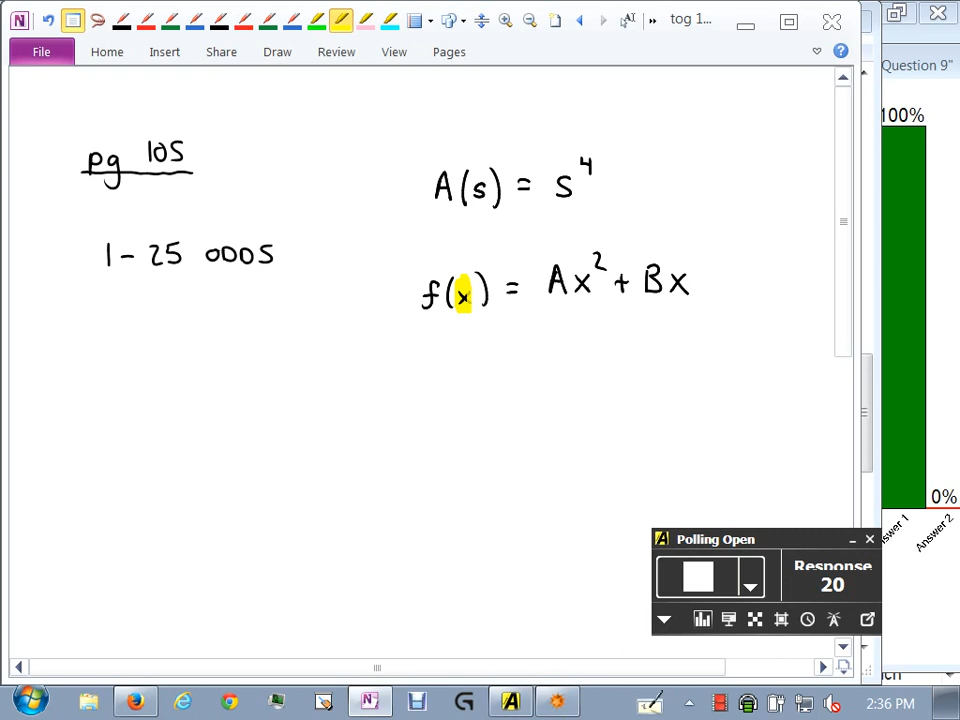 tog 1...
File Home Insert Share Draw Review View Pages
Question 9"
100%
pg 105
A(s) = s⁴
1-25 ODDS
f(x) = Ax² + Bx
0%
Answer 2
Polling Open
Response
20
2:36 PM